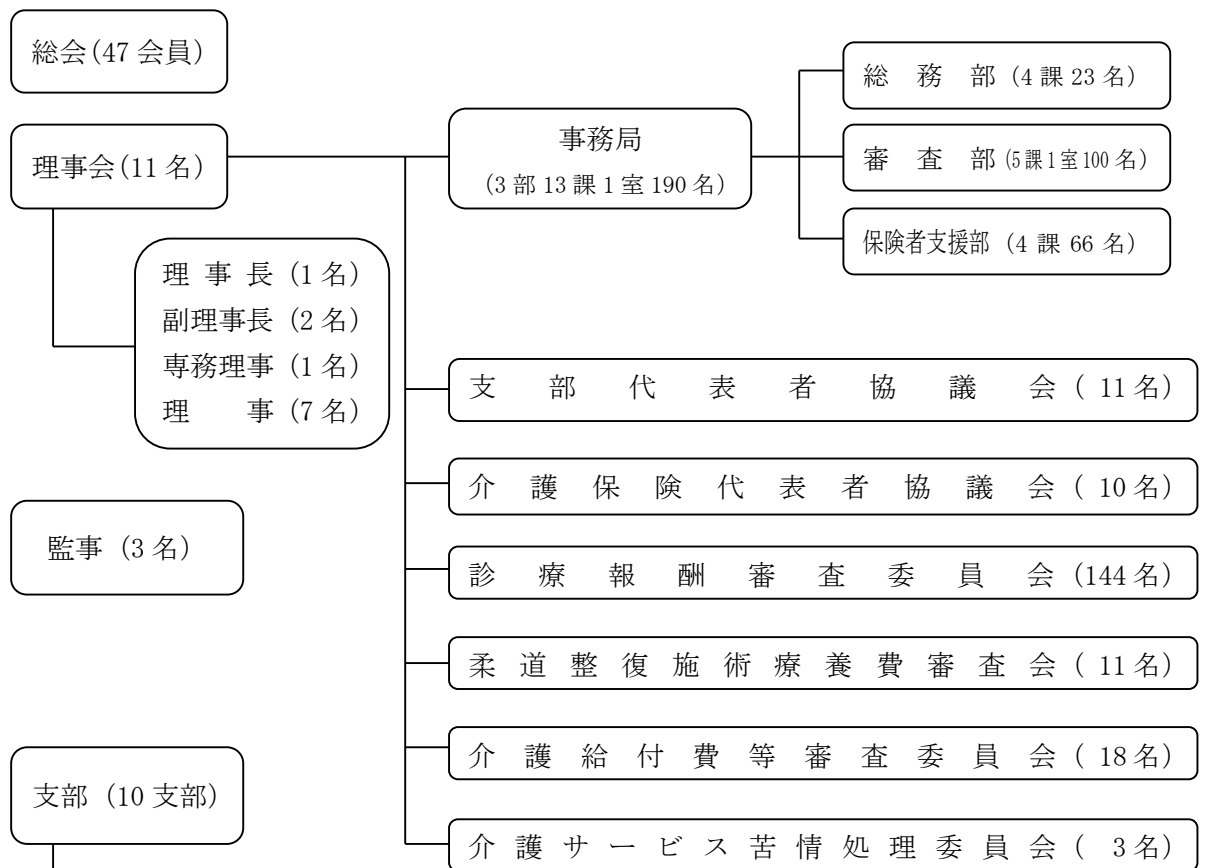 総会(47会員)
理事会(11名)
理事長(1名)
副理事長(2名)
専務理事(1名)
理　　事(7名)
監事(3名)
支部(10支部)
事務局
(3部13課1室190名)
総　務　部(4課23名)
審　査　部(5課1室100名)
保険者支援部(4課66名)
支部代表者協議会( 11名)
介護保険代表者協議会( 10名)
診療報酬審査委員会(144名)
柔道整復施術療養費審査会( 11名)
介護給付費等審査委員会( 18名)
介護サービス苦情処理委員会( 3名)